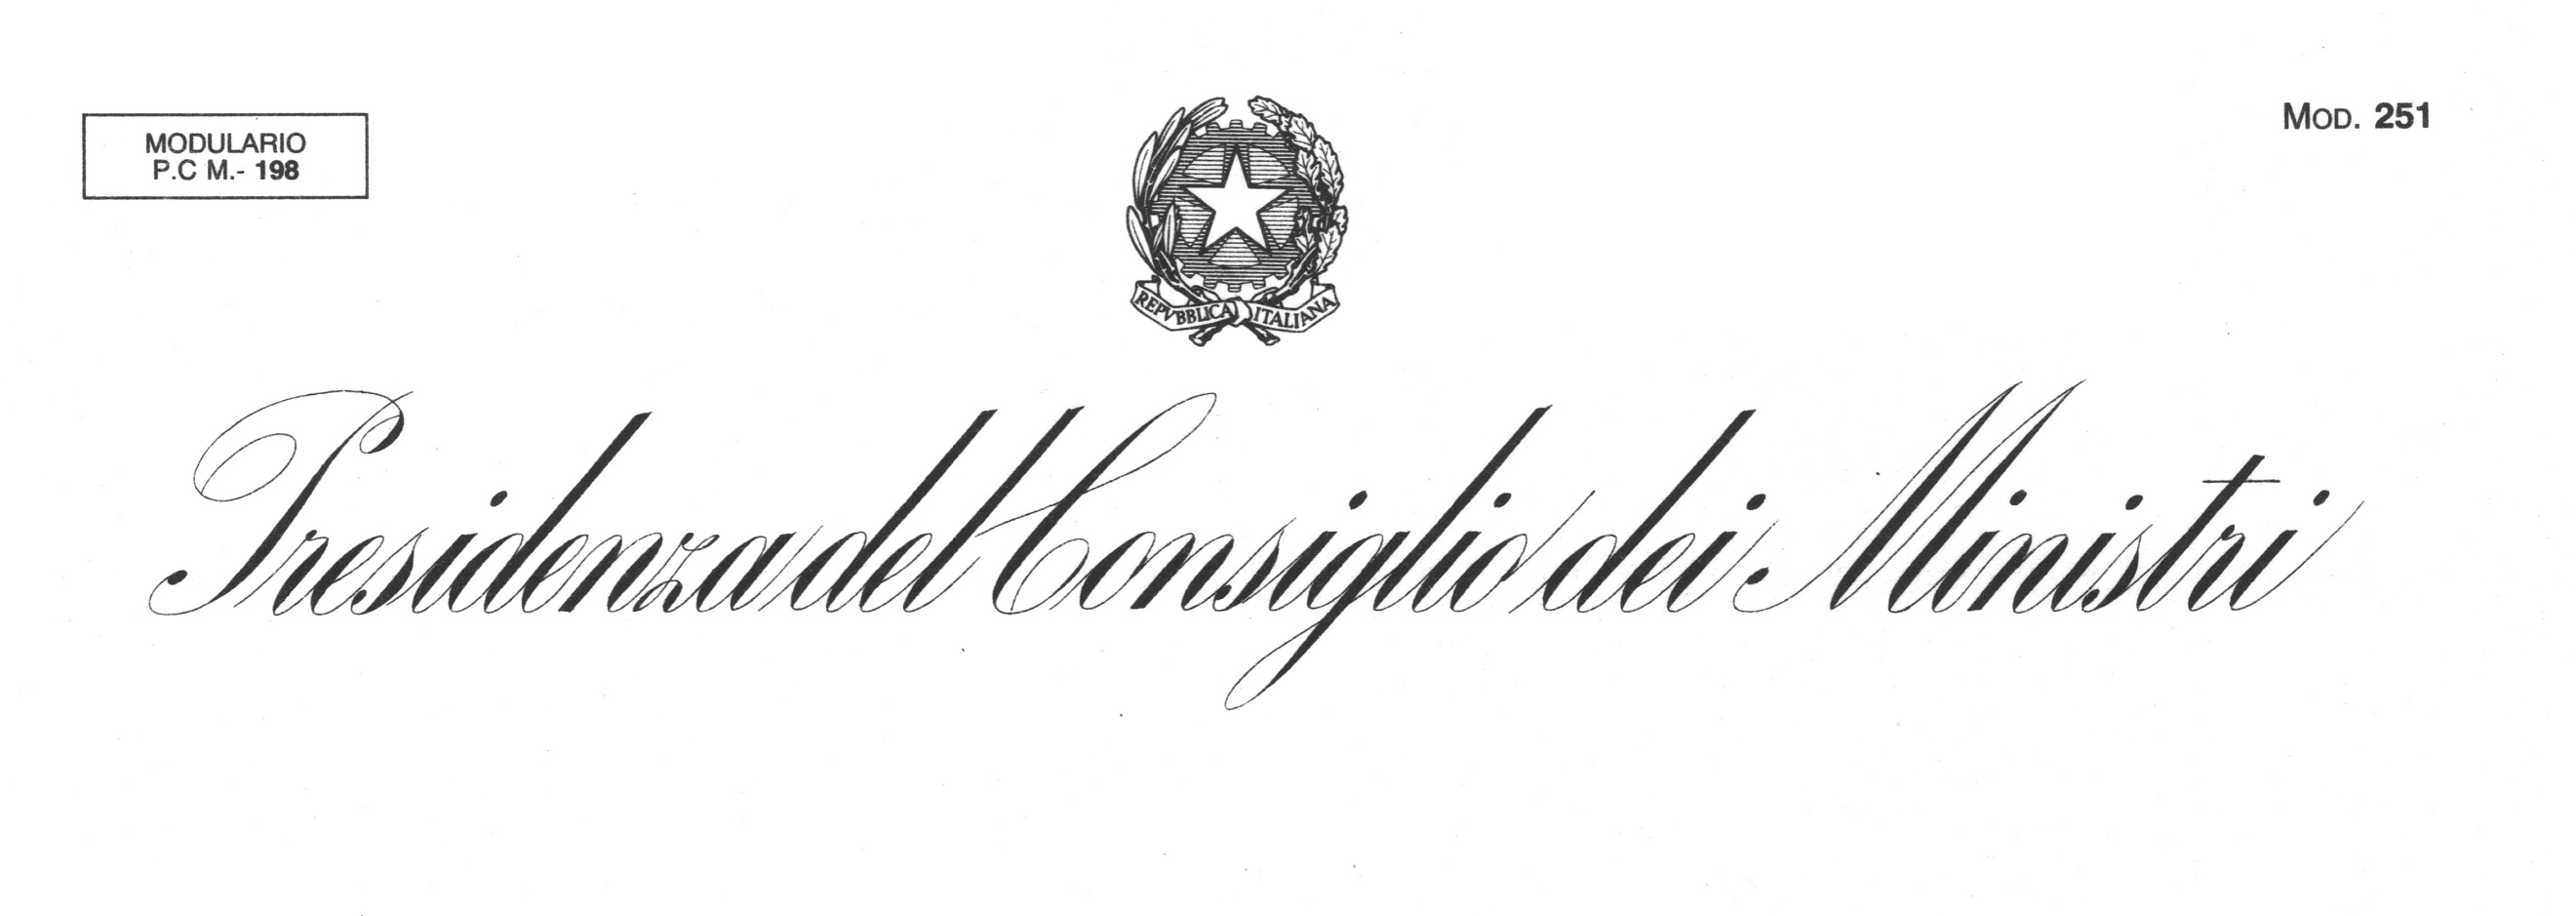 MODULARIO
P.C M.- 198
MOD. 251
REPVBBLICA ITALIANA
Presidenza del Consiglio dei Ministri